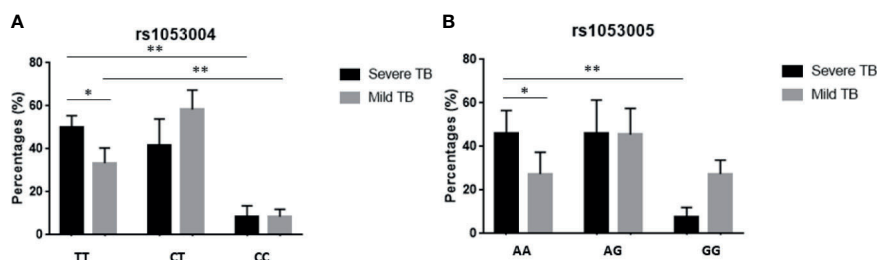 A
rs1053004
Percentages (%)
80
60
40
20
0
**
*
**
TT
CT
CC
Severe TB
Mild TB
B
rs1053005
Percentages (%)
80
60
40
20
0
**
*
AA
AG
GG
Severe TB
Mild TB